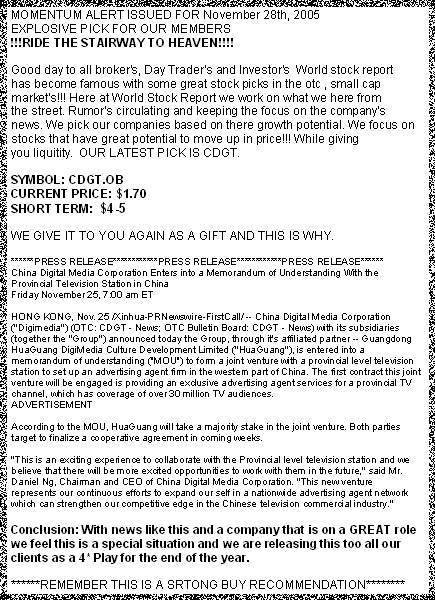 MOMENTUM ALERT ISSUED FOR November 28th, 2005
EXPLOSIVE PICK FOR OUR MEMBERS
!!!RIDE THE STAIRWAY TO HEAVEN!!!!
Good day to all broker's, Day Trader's and Investor's  World stock report
has become famous with some great stock picks in the otc , small cap
market's!!! Here at World Stock Report we work on what we here from
the street. Rumor's circulating and keeping the focus on the company's
news. We pick our companies based on there growth potential. We focus on
stocks that have great potential to move up in price!!! While giving
you liquitity.  OUR LATEST PICK IS CDGT.
SYMBOL: CDGT.OB
CURRENT PRICE: $1.70
SHORT TERM:  $4-5
WE GIVE IT TO YOU AGAIN AS A GIFT AND THIS IS WHY.
******PRESS RELEASE************PRESS RELEASE************PRESS RELEASE******
China Digital Media Corporation Enters into a Memorandum of Understanding With the
Provincial Television Station in China
Friday November 25, 7:00 am ET
HONG KONG, Nov. 25 /Xinhua-PRNewswire-FirstCall/ -- China Digital Media Corporation
("Digimedia") (OTC: CDGT - News; OTC Bulletin Board: CDGT - News) with its subsidiaries
(together the "Group") announced today the Group, through it's affiliated partner -- Guangdong
HuaGuang DigiMedia Culture Development Limited ("HuaGuang"), is entered into a
memorandum of understanding ("MOU") to form a joint venture with a provincial level television
station to set up an advertising agent firm in the western part of China. The first contract this joint
venture will be engaged is providing an exclusive advertising agent services for a provincial TV
channel, which has coverage of over 30 million TV audiences.
ADVERTISEMENT
According to the MOU, HuaGuang will take a majority stake in the joint venture. Both parties
target to finalize a cooperative agreement in coming weeks.
"This is an exciting experience to collaborate with the Provincial level television station and we
believe that there will be more excited opportunities to work with them in the future," said Mr.
Daniel Ng, Chairman and CEO of China Digital Media Corporation. "This new venture
represents our continuous efforts to expand our self in a nationwide advertising agent network
which can strengthen our competitive edge in the Chinese television commercial industry."
Conclusion: With news like this and a company that is on a GREAT role
we feel this is a special situation and we are releasing this too all our
clients as a 4* Play for the end of the year.
******REMEMBER THIS IS A SRTONG BUY RECOMMENDATION********